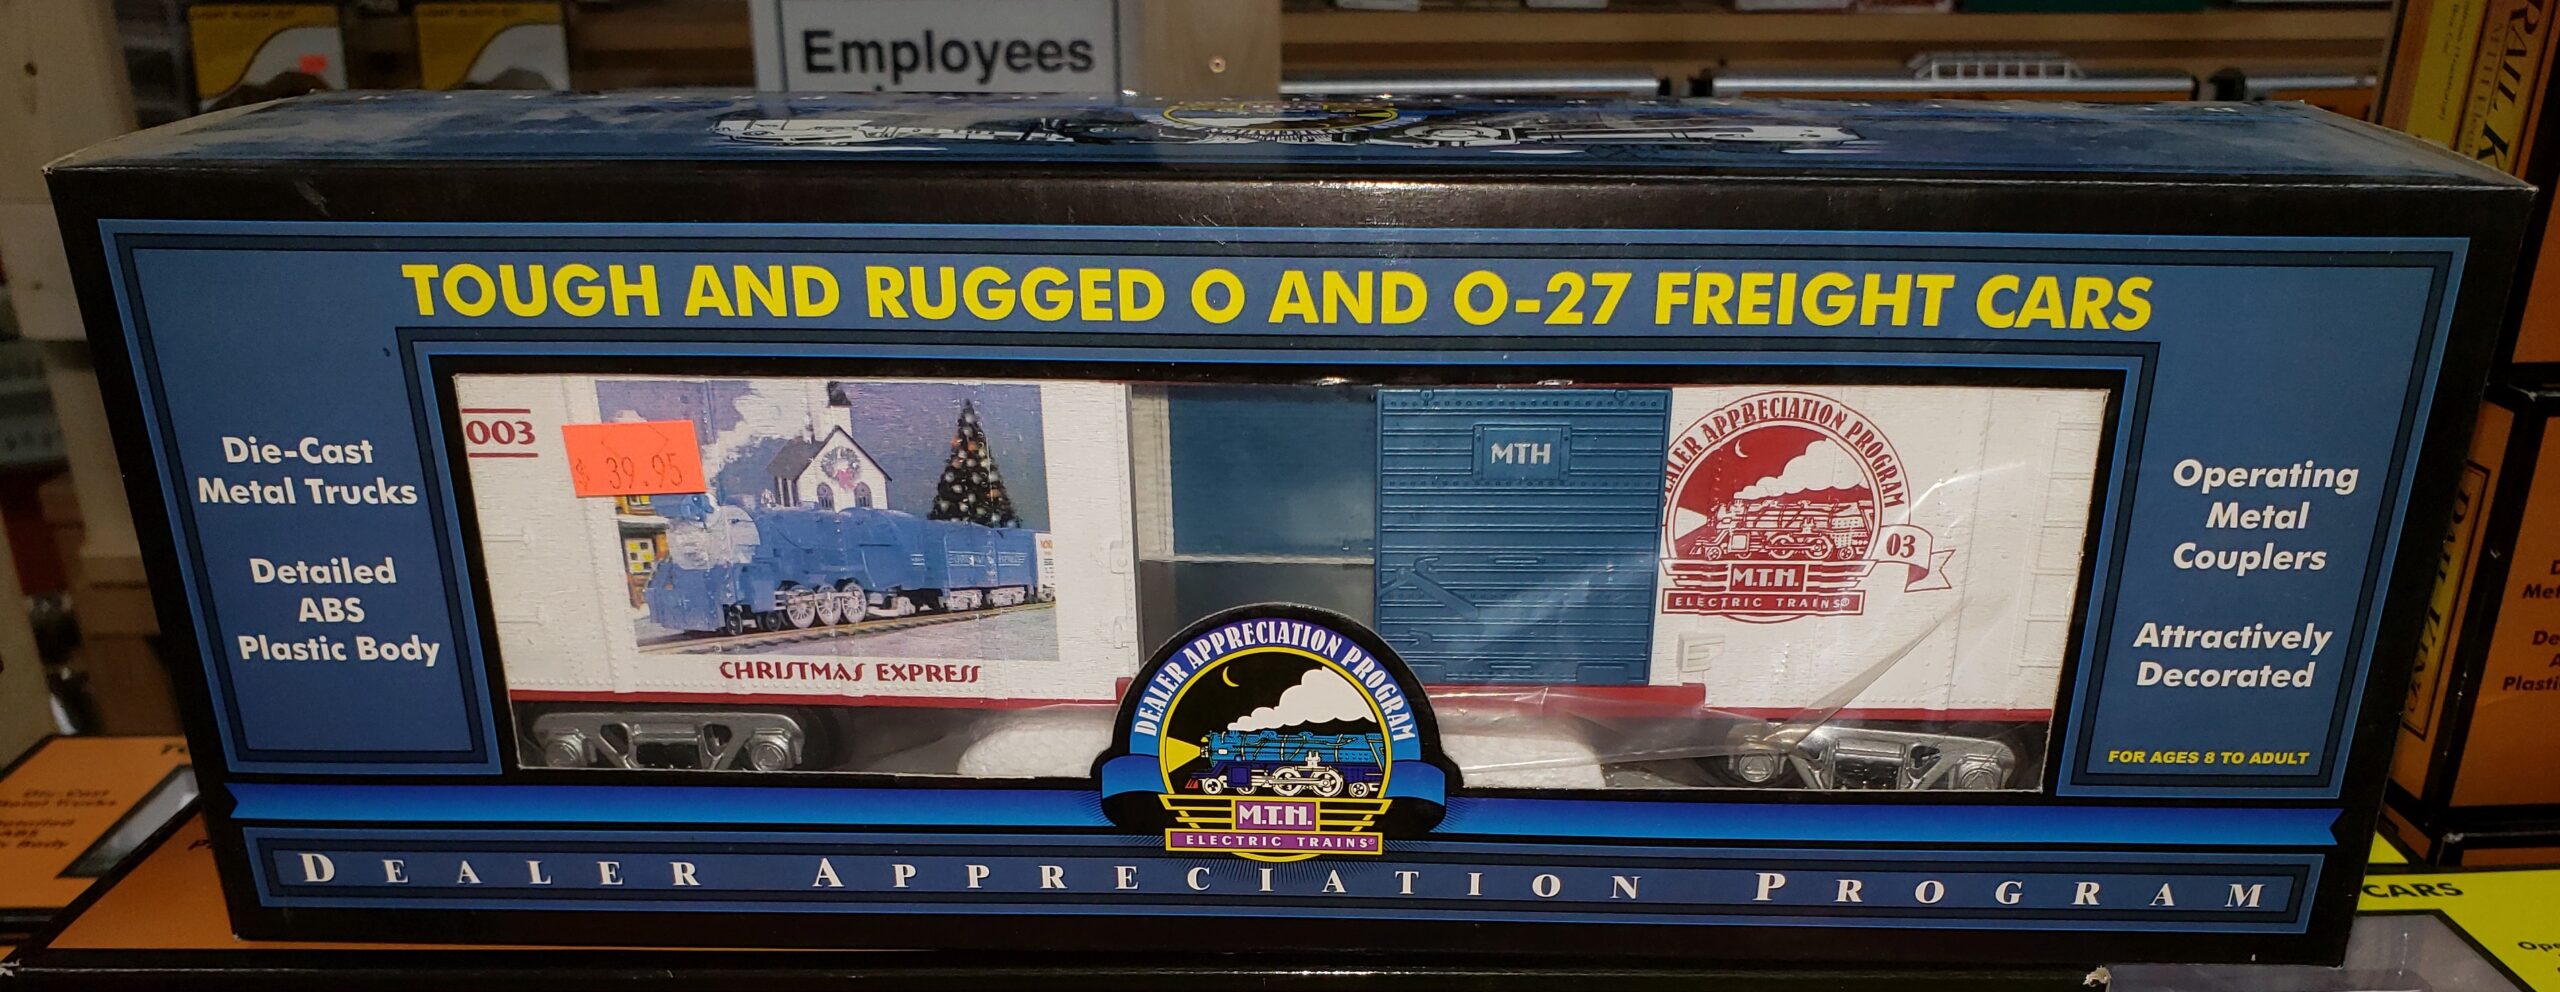 Employees
TOUGH AND RUGGED O AND O-27 FREIGHT CARS
Die-Cast
Metal Trucks
Detailed
ABS
Plastic Body
003
$ 39.95
CHRISTMAS EXPRESS
MTH
DEALER APPRECIATION PROGRAM
03
M.T.H.
ELECTRIC TRAINS®
Operating
Metal
Couplers
Attractively
Decorated
FOR AGES 8 TO ADULT
DEALER APPRECIATION PROGRAM
M.T.H.
ELECTRIC TRAINS®
DEALER APPRECIATION PROGRAM
CARS